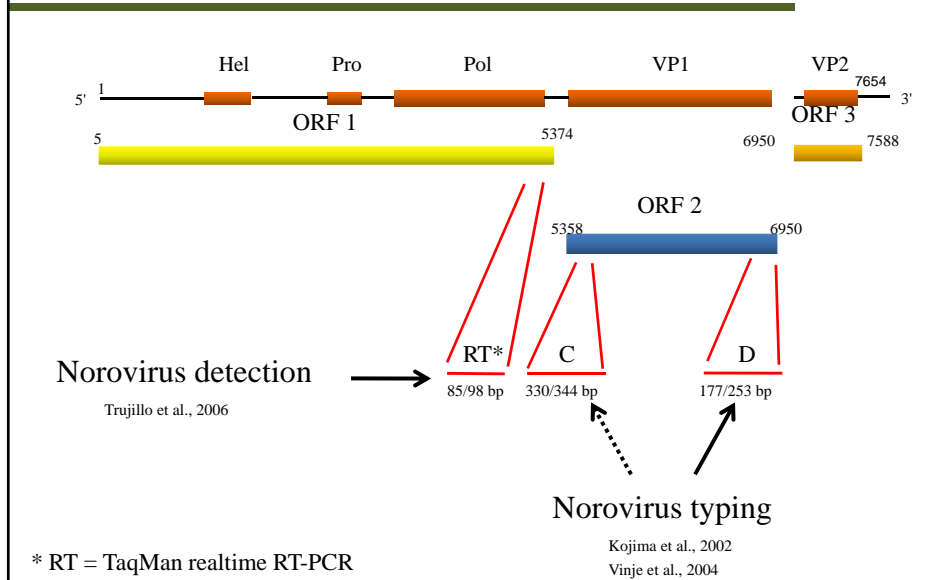 Hel Pro Pol VP1 VP2
5' 1 7654 3'
ORF 1 ORF 3
5 5374 6950 7588
ORF 2
5358 6950
RT* C D
85/98 bp 330/344 bp 177/253 bp
Norovirus detection
Trujillo et al., 2006
Norovirus typing
Kojima et al., 2002
Vinje et al., 2004
* RT = TaqMan realtime RT-PCR